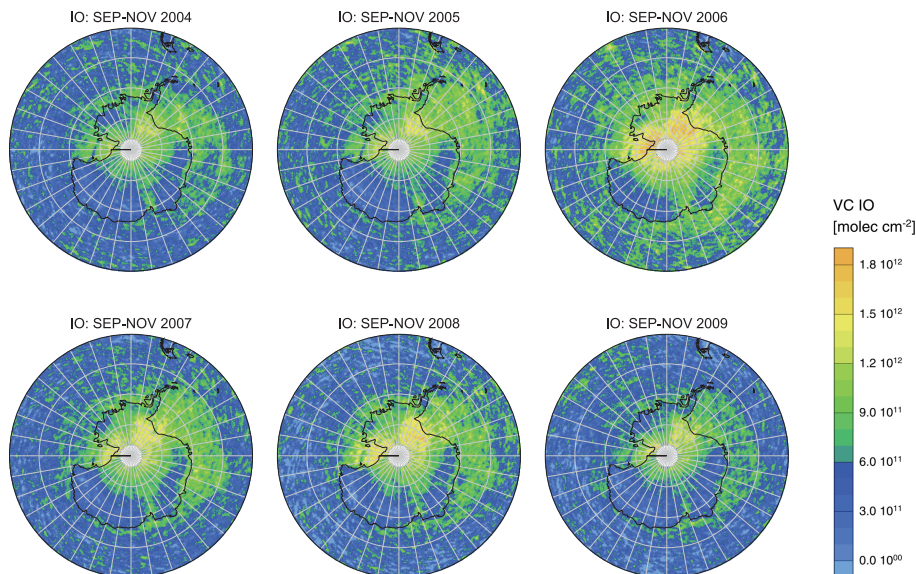 IO: SEP-NOV 2004
IO: SEP-NOV 2005
IO: SEP-NOV 2006
IO: SEP-NOV 2007
IO: SEP-NOV 2008
IO: SEP-NOV 2009
VC IO
[molec cm⁻²]
1.8 10¹²
1.5 10¹²
1.2 10¹²
9.0 10¹¹
6.0 10¹¹
3.0 10¹¹
0.0 10⁰⁰